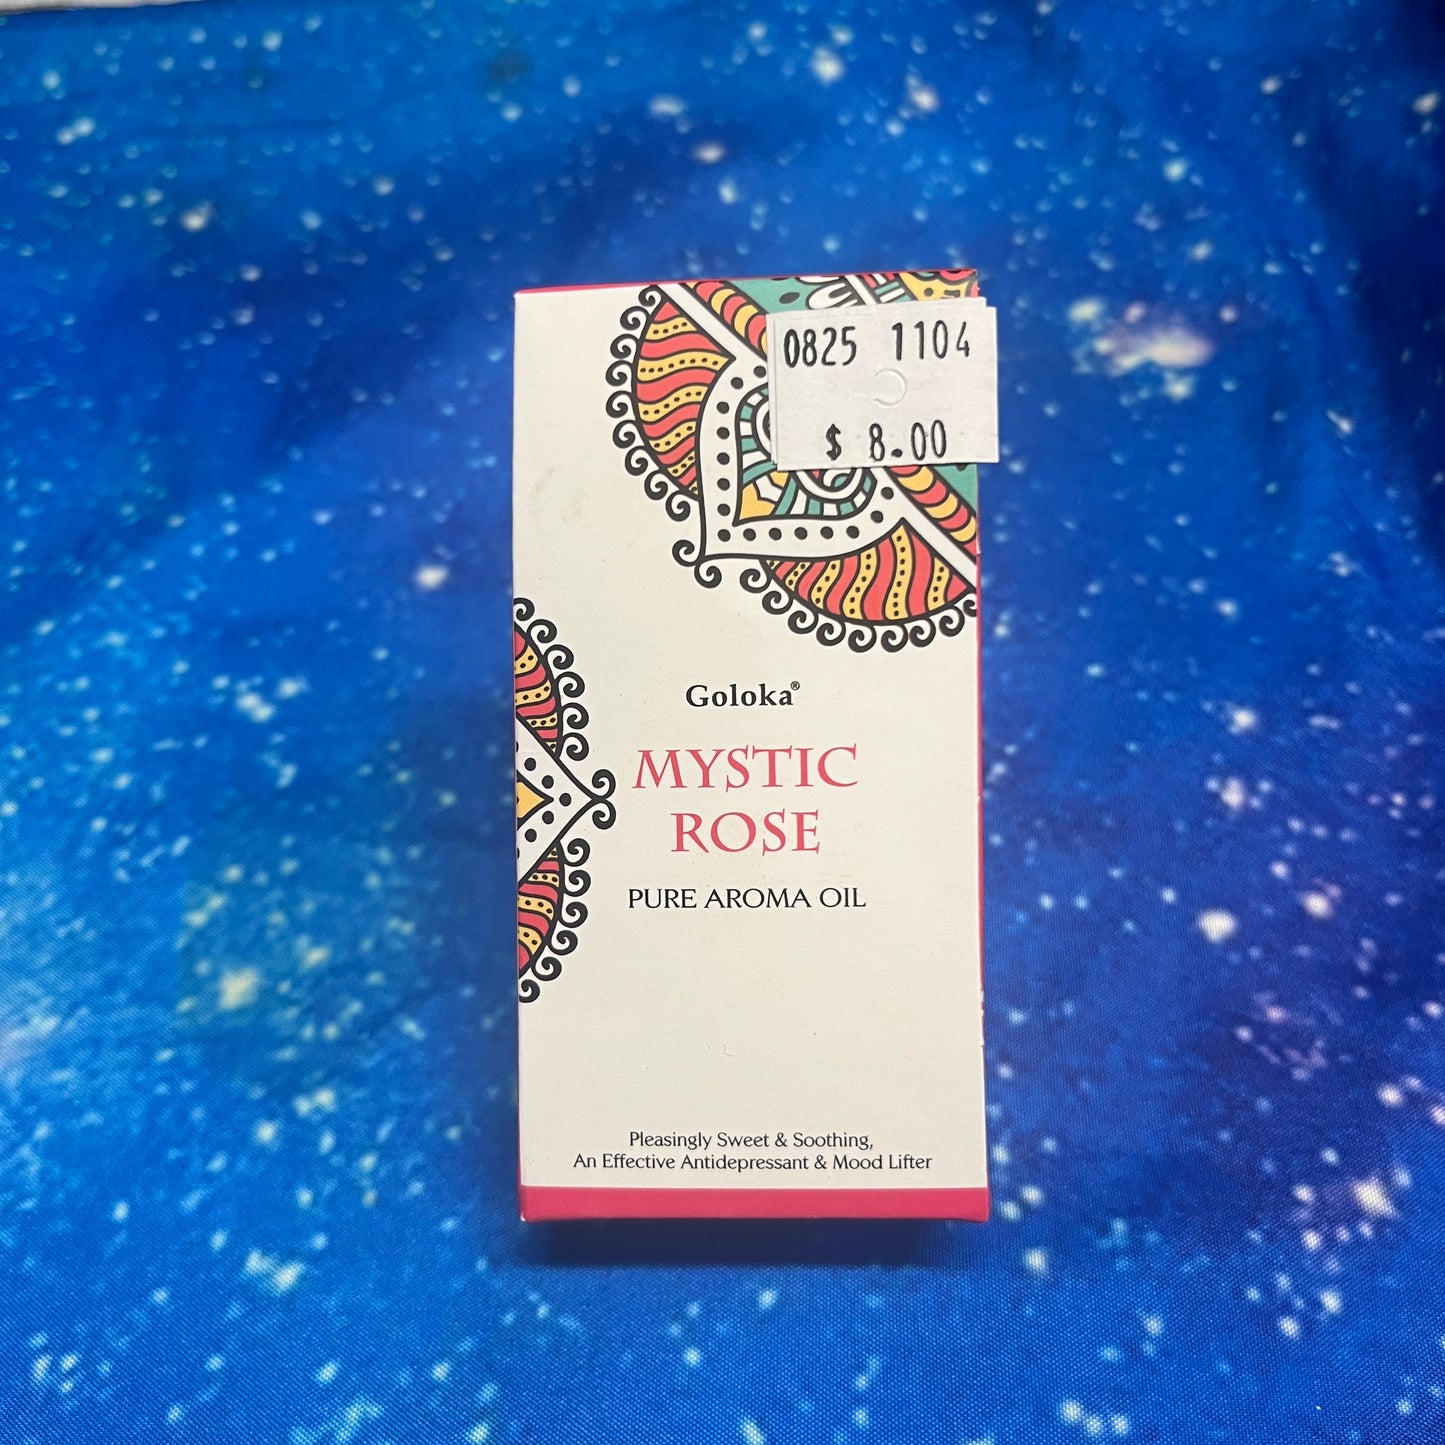 0825 1104
$ 8.00
Goloka®
MYSTIC
ROSE
PURE AROMA OIL
Pleasingly Sweet & Soothing,
An Effective Antidepressant & Mood Lifter